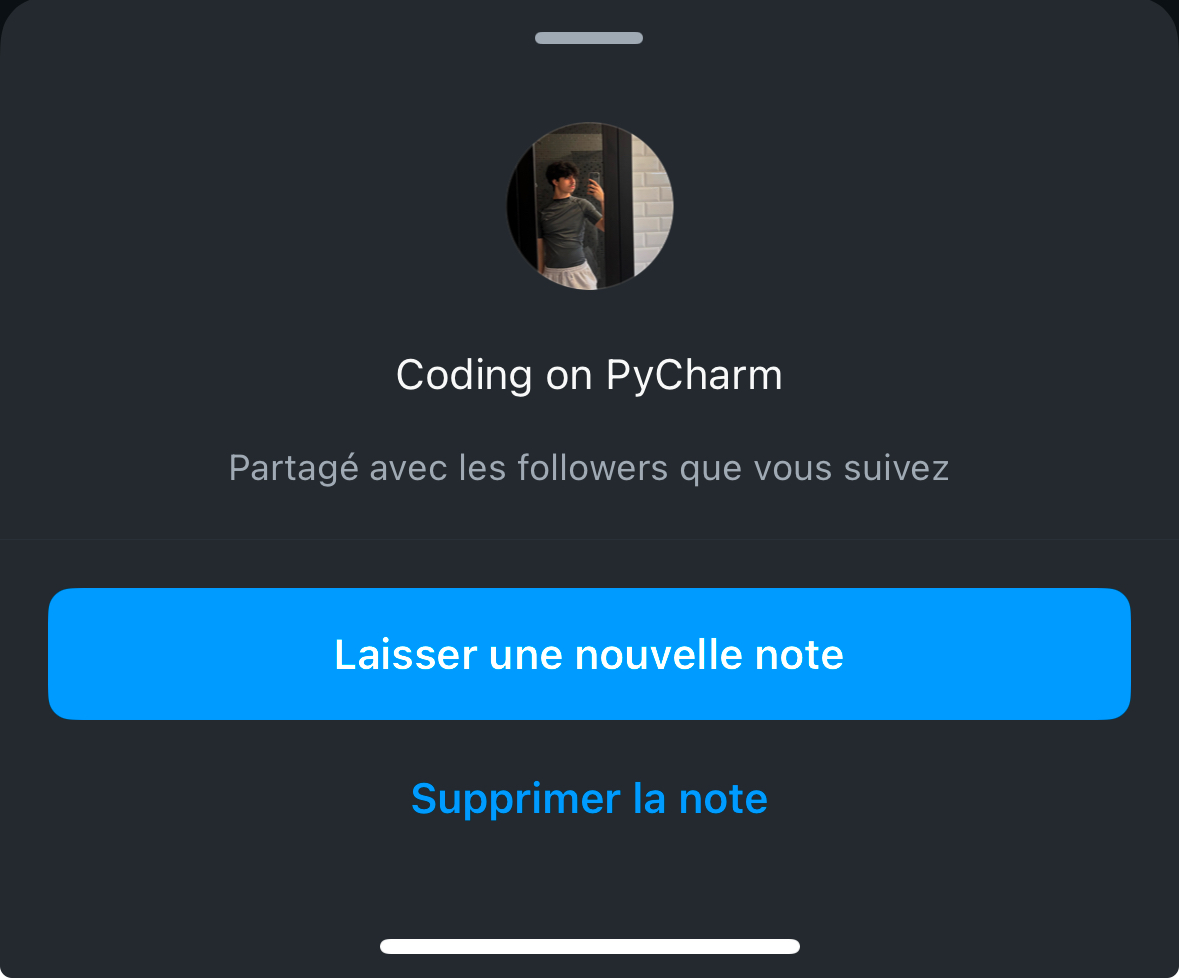 Coding on PyCharm
Partagé avec les followers que vous suivez
Laisser une nouvelle note
Supprimer la note